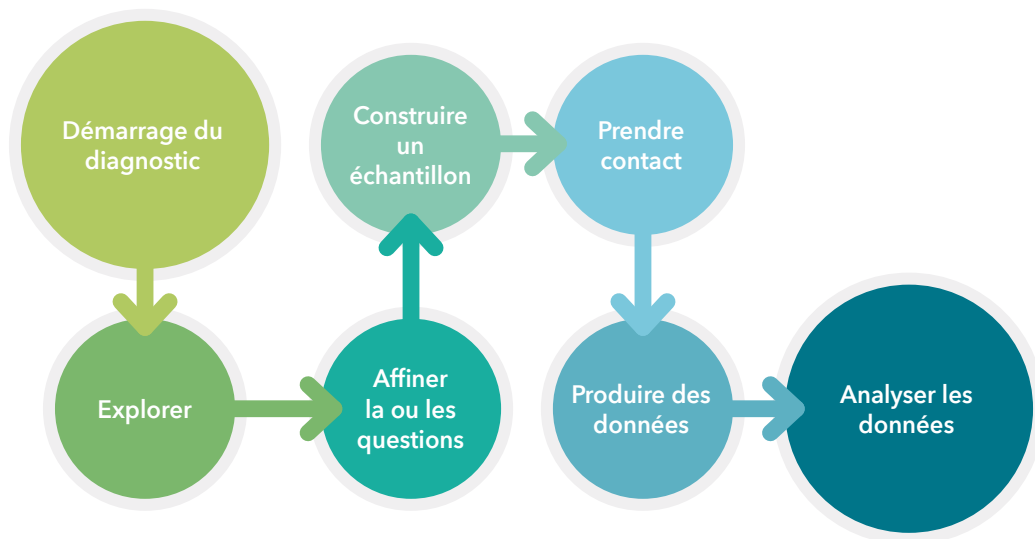 Démarrage du
diagnostic
Explorer
Affiner
la ou les
questions
Construire
un
échantillon
Prendre
contact
Produire des
données
Analyser les
données